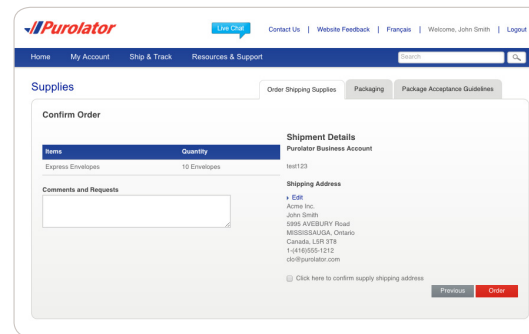 Purolator
Live Chat
Contact Us | Website Feedback | Français | Welcome, John Smith | Logout
Home My Account Ship & Track Resources & Support Search
Supplies
Order Shipping Supplies Packaging Package Acceptance Guidelines
Confirm Order
Shipment Details
Purolator Business Account
Items Quantity
test123
Express Envelopes 10 Envelopes
Shipping Address
Comments and Requests
Edit
Acme Inc.
John Smith
5995 AVEBURY Road
MISSISSAUGA, Ontario
Canada, L5R 3T8
1-(416)555-1212
clo@purolator.com
Click here to confirm supply shipping address
Previous Order